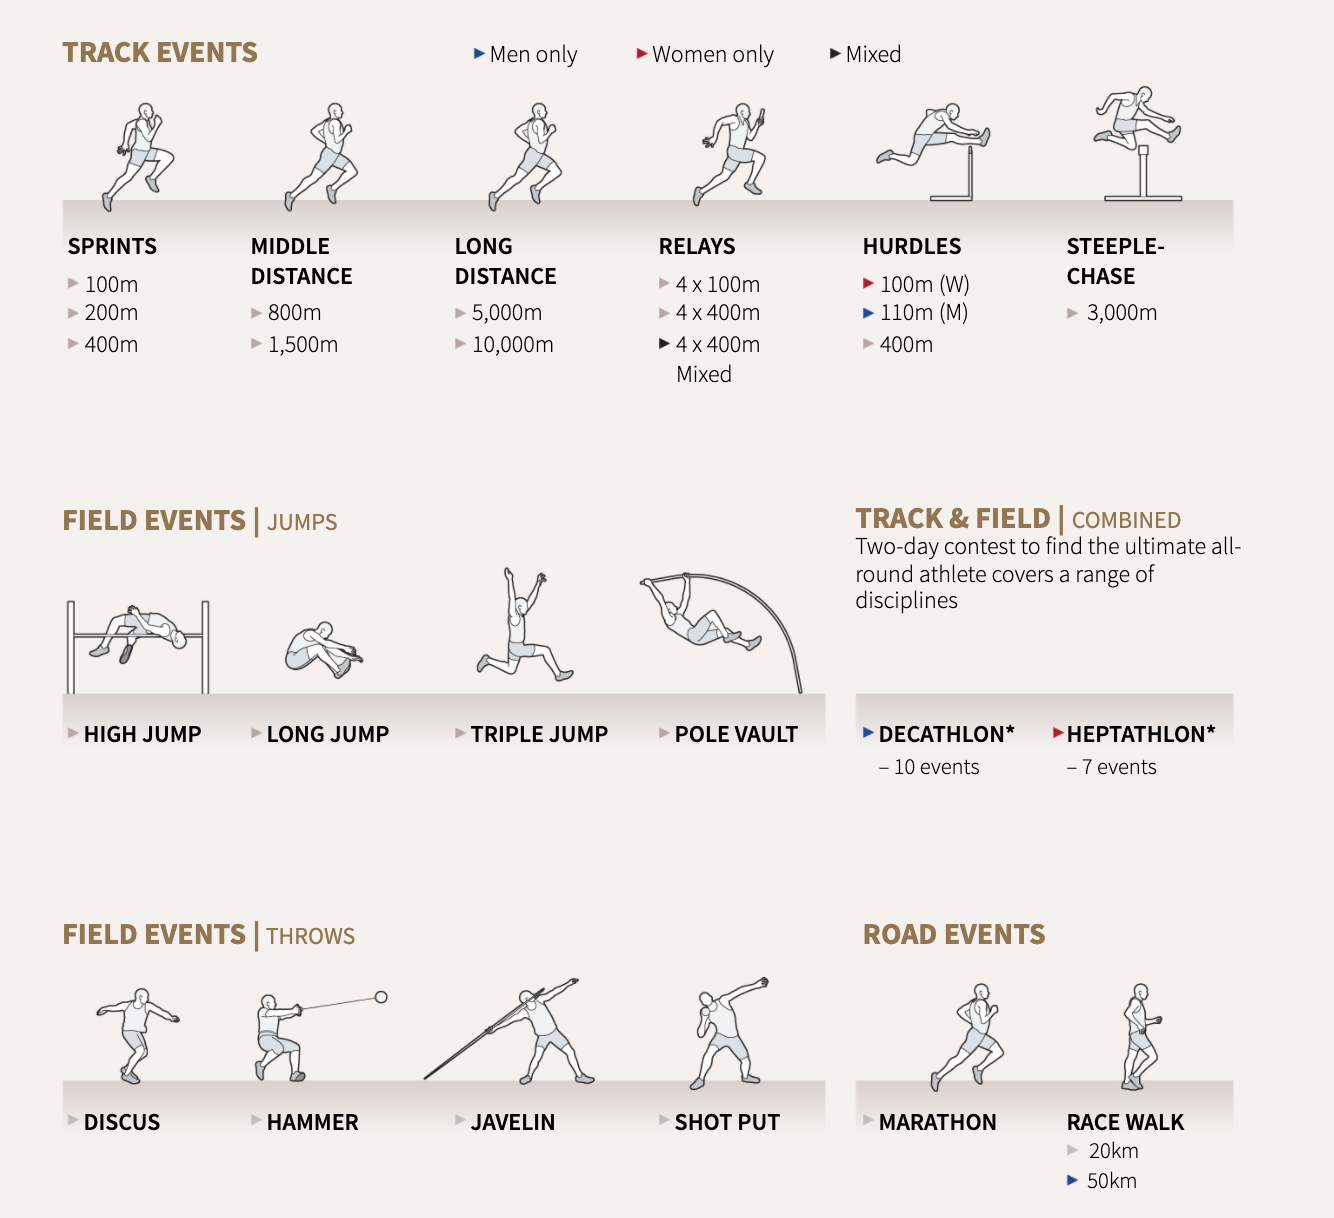 TRACK EVENTS
Men only
Women only
Mixed
SPRINTS
100m
200m
400m
MIDDLE
DISTANCE
800m
1,500m
LONG
DISTANCE
5,000m
10,000m
RELAYS
4 x 100m
4 x 400m
4 x 400m
Mixed
HURDLES
100m (W)
110m (M)
400m
STEEPLE-
CHASE
3,000m
FIELD EVENTS | JUMPS
HIGH JUMP
LONG JUMP
TRIPLE JUMP
POLE VAULT
TRACK & FIELD | COMBINED
Two-day contest to find the ultimate all-
round athlete covers a range of
disciplines
DECATHLON*
– 10 events
HEPTATHLON*
– 7 events
FIELD EVENTS | THROWS
DISCUS
HAMMER
JAVELIN
SHOT PUT
ROAD EVENTS
MARATHON
RACE WALK
20km
50km